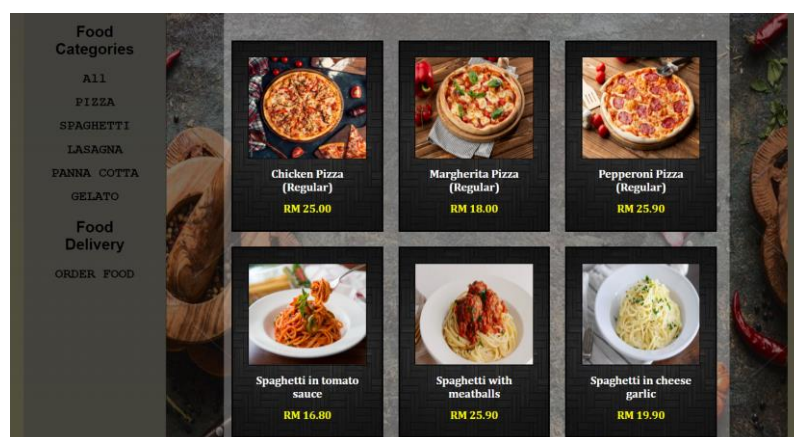 Food
Categories
All
PIZZA
SPAGHETTI
LASAGNA
PANNA COTTA
GELATO
Food
Delivery
ORDER FOOD
Chicken Pizza
(Regular)
RM 25.00
Margherita Pizza
(Regular)
RM 18.00
Pepperoni Pizza
(Regular)
RM 25.90
Spaghetti in tomato
sauce
RM 16.80
Spaghetti with
meatballs
RM 25.90
Spaghetti in cheese
garlic
RM 19.90